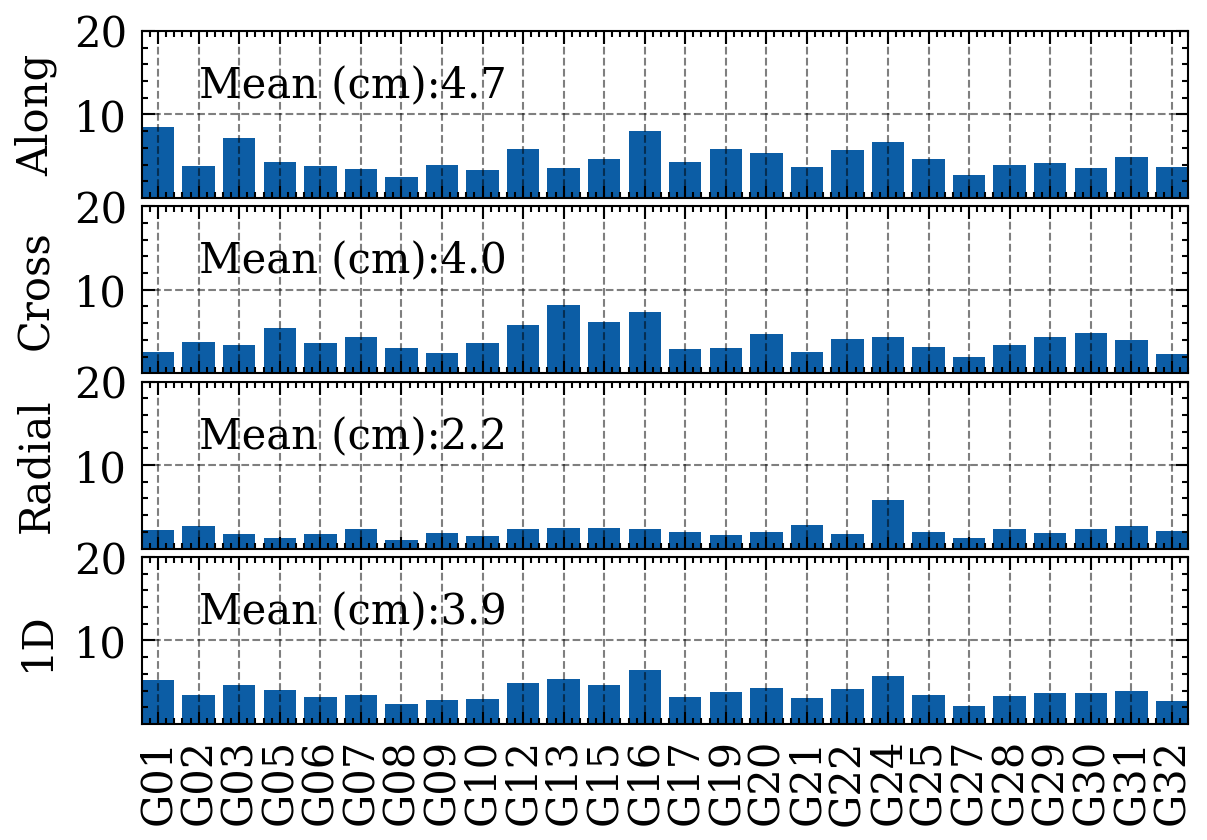 Along
20
10
Mean (cm):4.7
Cross
20
10
Mean (cm):4.0
Radial
20
10
Mean (cm):2.2
1D
20
10
Mean (cm):3.9
G01 G02 G03 G05 G06 G07 G08 G09 G10 G12 G13 G15 G16 G17 G19 G20 G21 G22 G24 G25 G27 G28 G29 G30 G31 G32